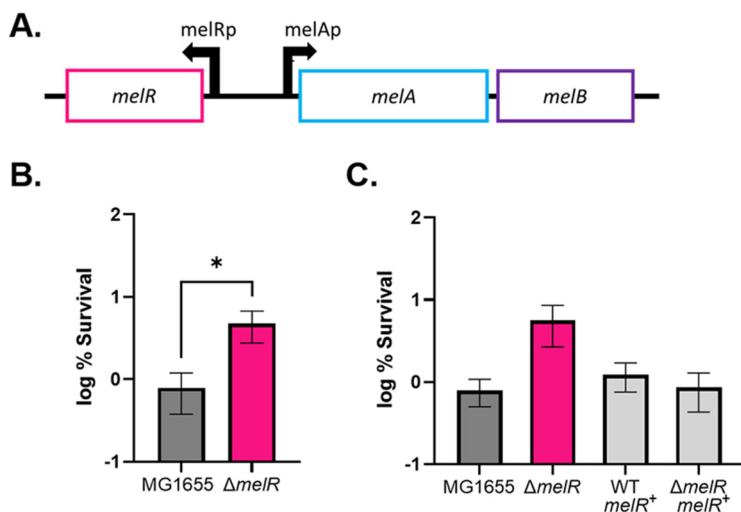 A.
melRp
melAp
melR
melA
melB
B.
log % Survival
2
1
0
-1
*
MG1655
ΔmelR
C.
log % Survival
2
1
0
-1
MG1655
ΔmelR
WT
melR+
ΔmelR
melR+